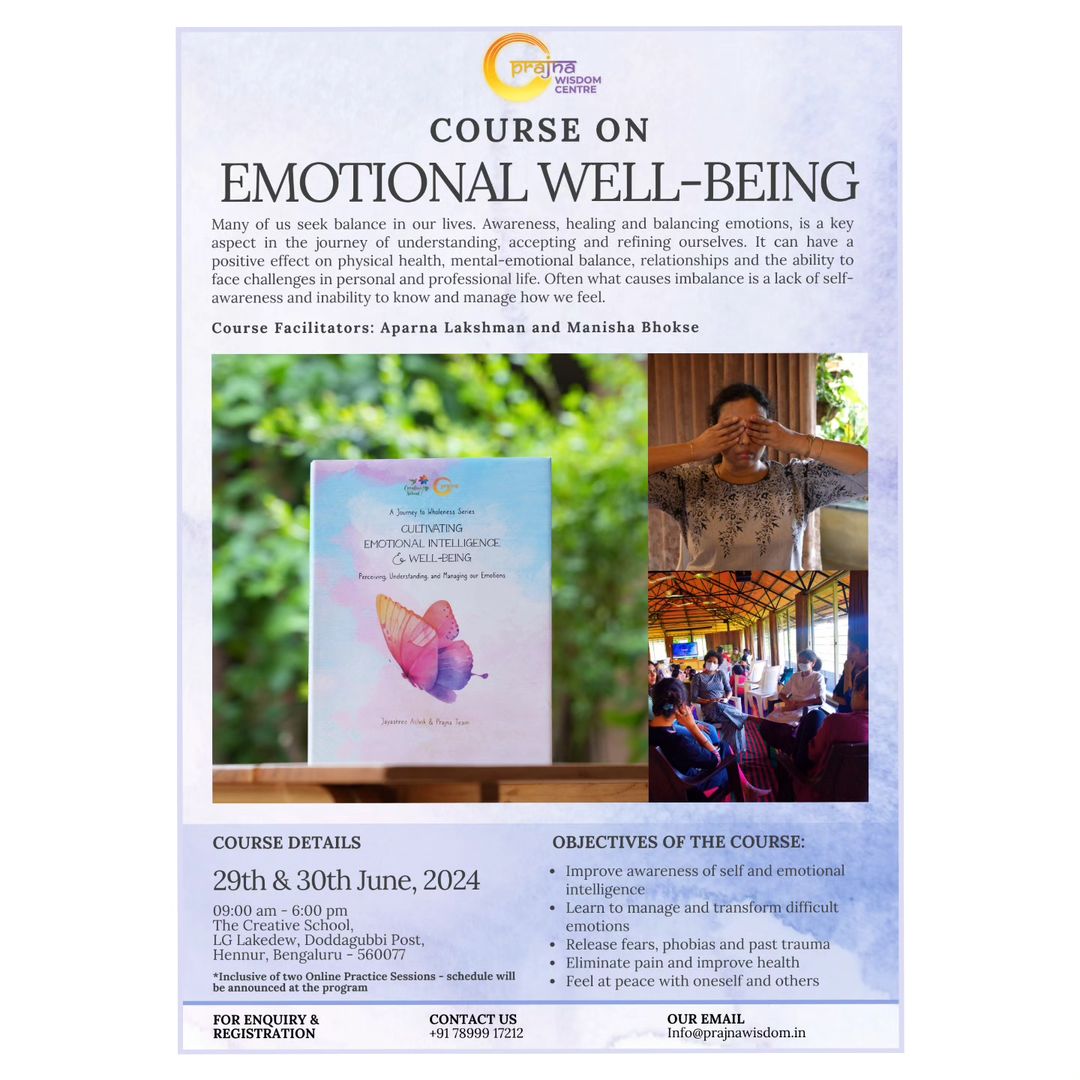 prajna
WISDOM
CENTRE
COURSE ON
EMOTIONAL WELL-BEING
Many of us seek balance in our lives. Awareness, healing and balancing emotions, is a key
aspect in the journey of understanding, accepting and refining ourselves. It can have a
positive effect on physical health, mental-emotional balance, relationships and the ability to
face challenges in personal and professional life. Often what causes imbalance is a lack of self-
awareness and inability to know and manage how we feel.
Course Facilitators: Aparna Lakshman and Manisha Bhokse
prajna
A Journey to Wholeness Series
CULTIVATING
EMOTIONAL INTELLIGENCE
& WELL-BEING
Perceiving, Understanding, and Managing our Emotions
Jayashree Ashok & Prajna Team
COURSE DETAILS
29th & 30th June, 2024
09:00 am - 6:00 pm
The Creative School,
LG Lakedew, Doddagubbi Post,
Hennur, Bengaluru - 560077
*Inclusive of two Online Practice Sessions - schedule will
be announced at the program
OBJECTIVES OF THE COURSE:
• Improve awareness of self and emotional
intelligence
• Learn to manage and transform difficult
emotions
• Release fears, phobias and past trauma
• Eliminate pain and improve health
• Feel at peace with oneself and others
FOR ENQUIRY &
REGISTRATION
CONTACT US
+91 78999 17212
OUR EMAIL
Info@prajnawisdom.in